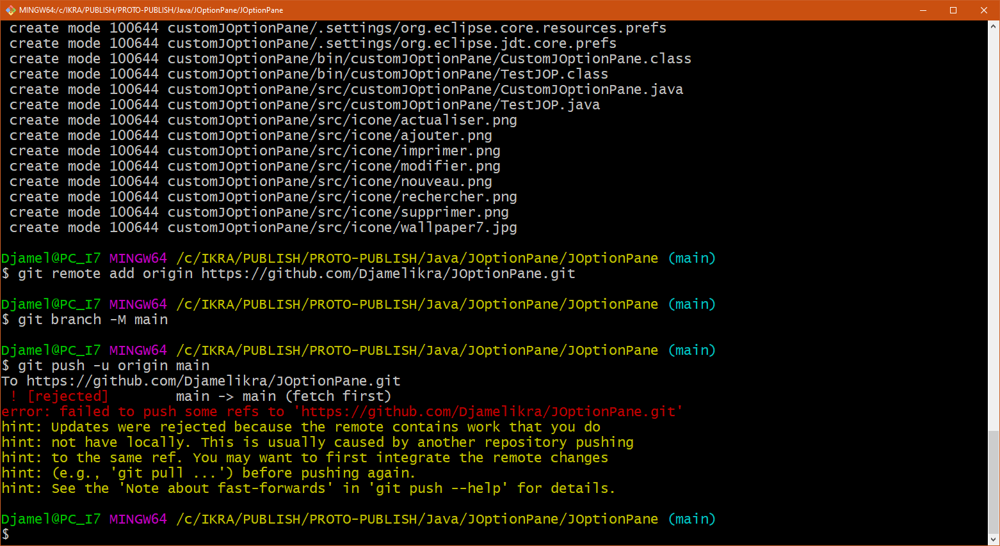 MINGW64:/c/IKRA/PUBLISH/PROTO-PUBLISH/Java/JOptionPane/JOptionPane
create mode 100644 customJOptionPane/.settings/org.eclipse.core.resources.prefs
create mode 100644 customJOptionPane/.settings/org.eclipse.jdt.core.prefs
create mode 100644 customJOptionPane/bin/customJOptionPane/CustomJOptionPane.class
create mode 100644 customJOptionPane/bin/customJOptionPane/TestJOP.class
create mode 100644 customJOptionPane/src/customJOptionPane/CustomJOptionPane.java
create mode 100644 customJOptionPane/src/customJOptionPane/TestJOP.java
create mode 100644 customJOptionPane/src/icone/actualiser.png
create mode 100644 customJOptionPane/src/icone/ajouter.png
create mode 100644 customJOptionPane/src/icone/imprimer.png
create mode 100644 customJOptionPane/src/icone/modifier.png
create mode 100644 customJOptionPane/src/icone/nouveau.png
create mode 100644 customJOptionPane/src/icone/rechercher.png
create mode 100644 customJOptionPane/src/icone/supprimer.png
create mode 100644 customJOptionPane/src/icone/wallpaper7.jpg
Djamel@PC_I7 MINGW64 /c/IKRA/PUBLISH/PROTO-PUBLISH/Java/JOptionPane/JOptionPane (main)
$ git remote add origin https://github.com/Djamelikra/JOptionPane.git
Djamel@PC_I7 MINGW64 /c/IKRA/PUBLISH/PROTO-PUBLISH/Java/JOptionPane/JOptionPane (main)
$ git branch -M main
Djamel@PC_I7 MINGW64 /c/IKRA/PUBLISH/PROTO-PUBLISH/Java/JOptionPane/JOptionPane (main)
$ git push -u origin main
To https://github.com/Djamelikra/JOptionPane.git
! [rejected]        main -> main (fetch first)
error: failed to push some refs to 'https://github.com/Djamelikra/JOptionPane.git'
hint: Updates were rejected because the remote contains work that you do
hint: not have locally. This is usually caused by another repository pushing
hint: to the same ref. You may want to first integrate the remote changes
hint: (e.g., 'git pull ...') before pushing again.
hint: See the 'Note about fast-forwards' in 'git push --help' for details.
Djamel@PC_I7 MINGW64 /c/IKRA/PUBLISH/PROTO-PUBLISH/Java/JOptionPane/JOptionPane (main)
$